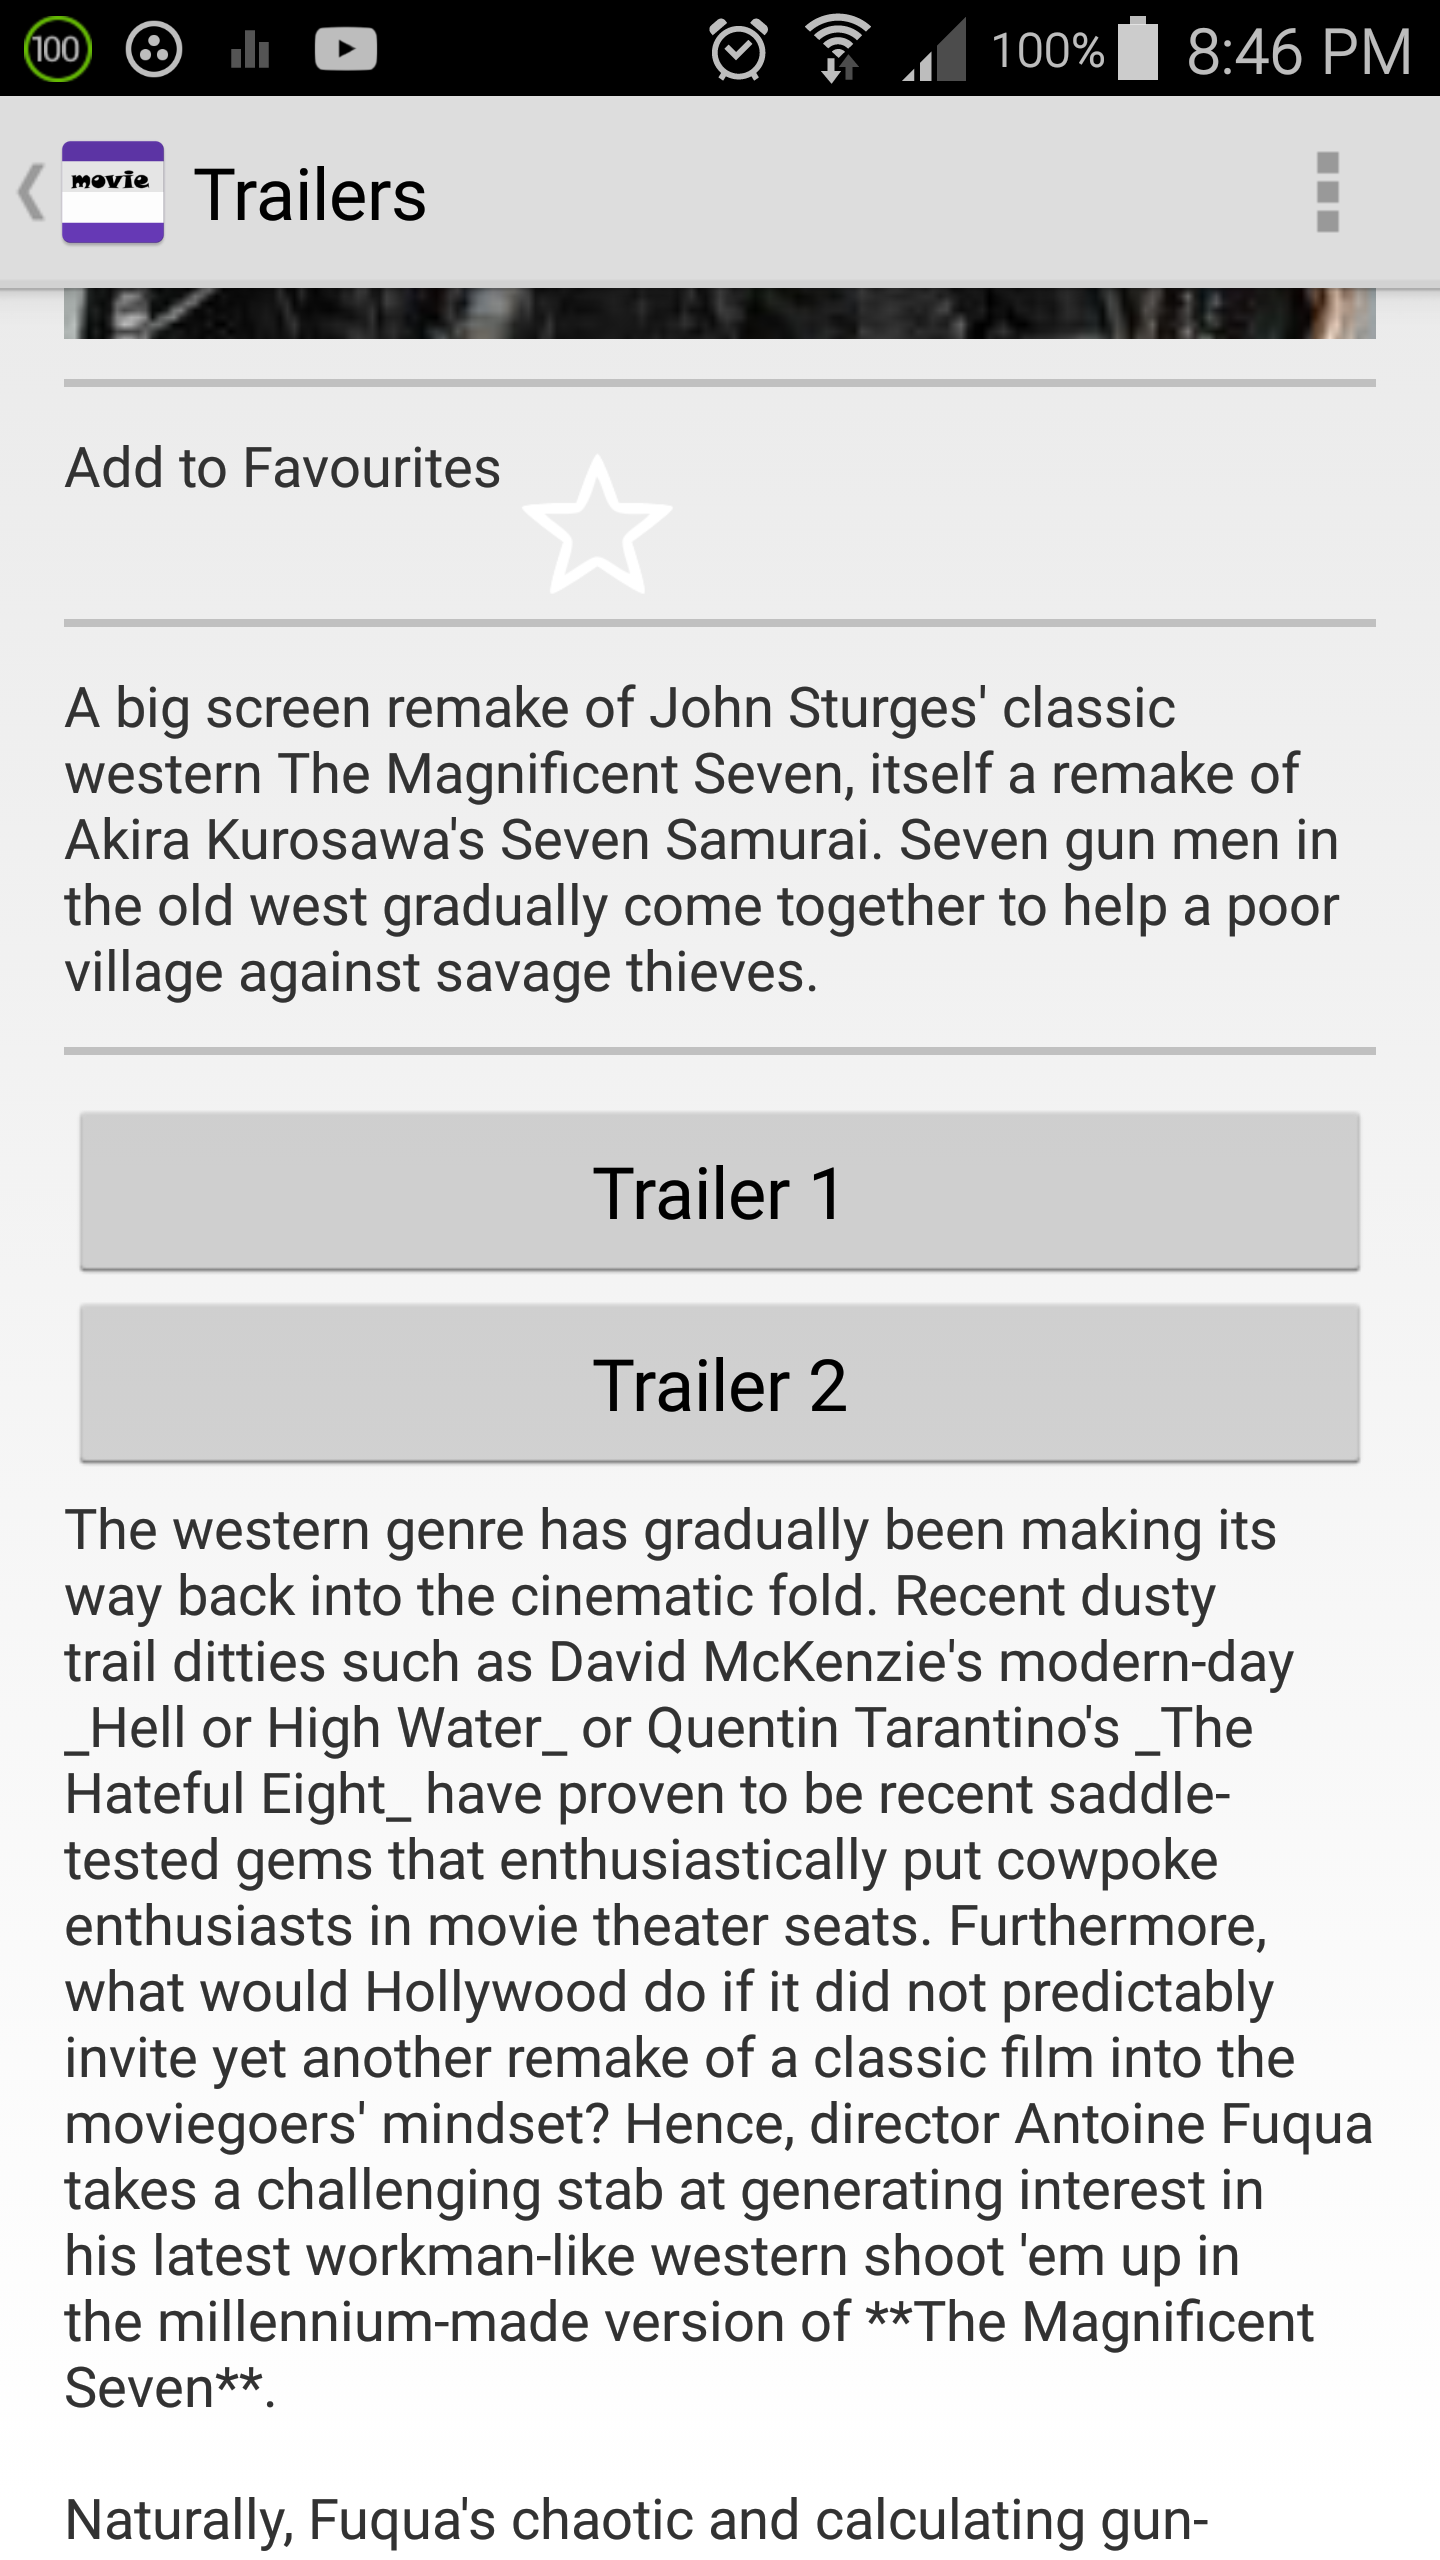 100
100% 8:46 PM
movie
Trailers
Add to Favourites
A big screen remake of John Sturges' classic
western The Magnificent Seven, itself a remake of
Akira Kurosawa's Seven Samurai. Seven gun men in
the old west gradually come together to help a poor
village against savage thieves.
Trailer 1
Trailer 2
The western genre has gradually been making its
way back into the cinematic fold. Recent dusty
trail ditties such as David McKenzie's modern-day
_Hell or High Water_ or Quentin Tarantino's _The
Hateful Eight_ have proven to be recent saddle-
tested gems that enthusiastically put cowpoke
enthusiasts in movie theater seats. Furthermore,
what would Hollywood do if it did not predictably
invite yet another remake of a classic film into the
moviegoers' mindset? Hence, director Antoine Fuqua
takes a challenging stab at generating interest in
his latest workman-like western shoot 'em up in
the millennium-made version of **The Magnificent
Seven**.
Naturally, Fuqua's chaotic and calculating gun-